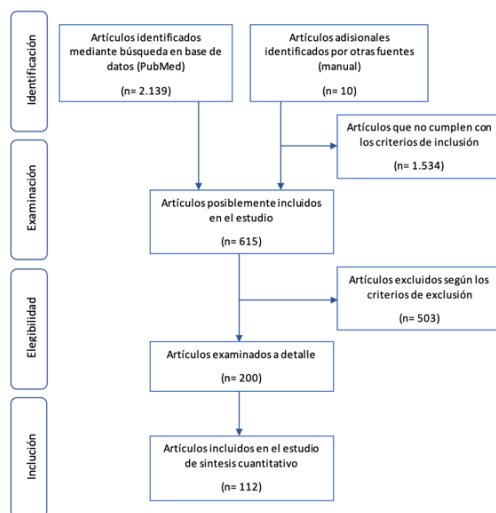 Identificación
Artículos identificados
mediante búsqueda en base de
datos (PubMed)
(n= 2.139)
Artículos adisionales
identificados por otras fuentes
(manual)
(n= 10)
Artículos que no cumplen con
los criterios de inclusión
(n= 1.534)
Examinación
Artículos posiblemente incluidos
en el estudio
(n= 615)
Artículos excluidos según los
criterios de exclusión
(n= 503)
Elegibilidad
Artículos examinados a detalle
(n= 200)
Inclución
Artículos incluidos en el estudio
de sintesis cuantitativo
(n= 112)